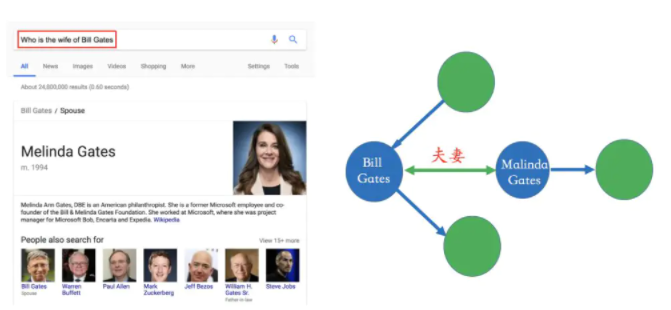 Who is the wife of Bill Gates
All News Images Videos Shopping More Settings Tools
About 24,600,000 results (0.60 seconds)
Bill Gates / Spouse
Melinda Gates
m. 1994
Melinda Ann Gates, DBE is an American philanthropist. She is a former Microsoft employee and co-
founder of the Bill & Melinda Gates Foundation. She worked at Microsoft, where she was project
manager for Microsoft Bob, Encarta and Expedia. Wikipedia
People also search for View 15+ more
Bill Gates
Spouse
Warren
Buffett
Paul Allen
Mark
Zuckerberg
Jeff Bezos
William H.
Gates Sr.
Father in law
Steve Jobs
Bill
Gates
夫妻
Malinda
Gates